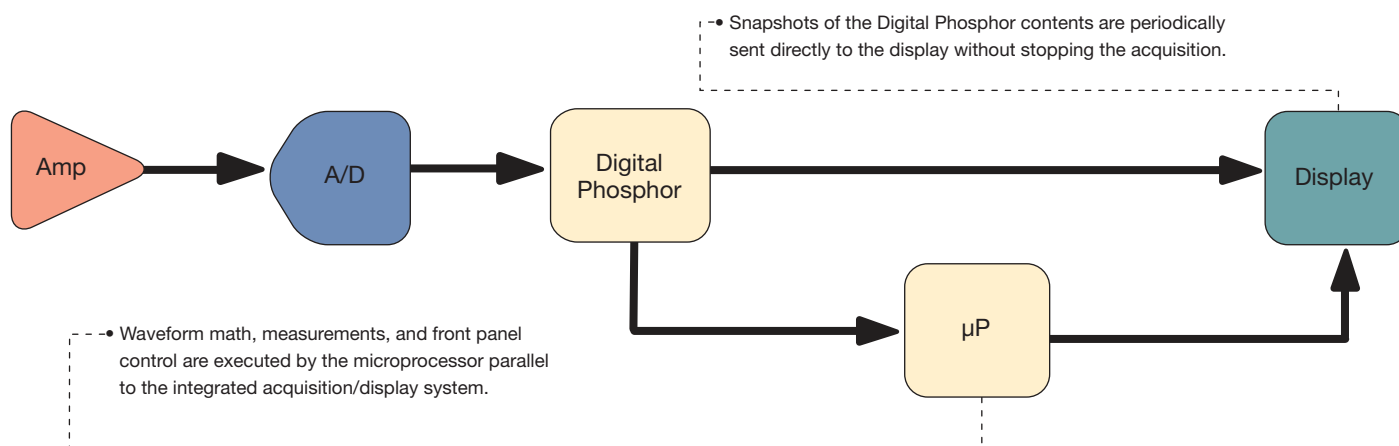 • Snapshots of the Digital Phosphor contents are periodically
sent directly to the display without stopping the acquisition.
Amp
A/D
Digital
Phosphor
Display
µP
• Waveform math, measurements, and front panel
control are executed by the microprocessor parallel
to the integrated acquisition/display system.